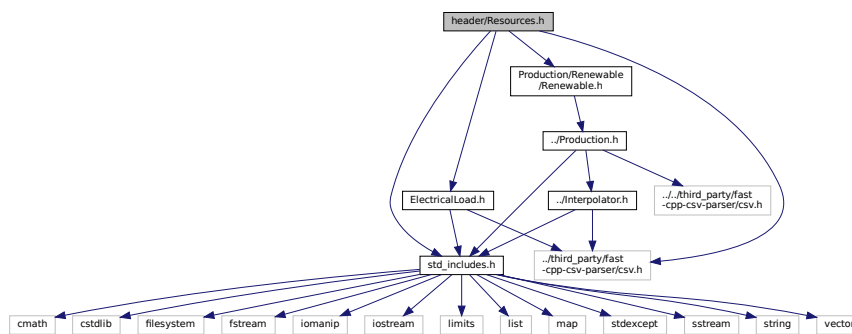 header/Resources.h
Production/Renewable
/Renewable.h
../Production.h
ElectricalLoad.h
../Interpolator.h
../../third_party/fast
-cpp-csv-parser/csv.h
../third_party/fast
-cpp-csv-parser/csv.h
std_includes.h
cmath
cstdlib
filesystem
fstream
iomanip
iostream
limits
list
map
stdexcept
sstream
string
vector